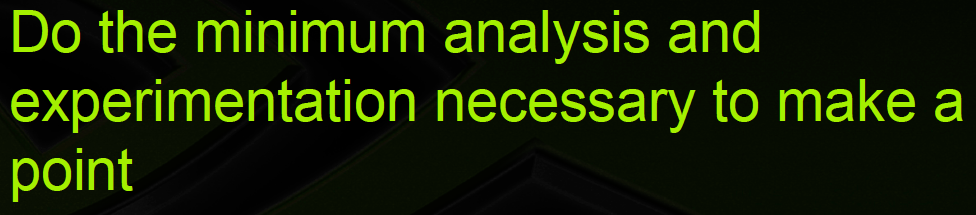 Do the minimum analysis and
experimentation necessary to make a
point